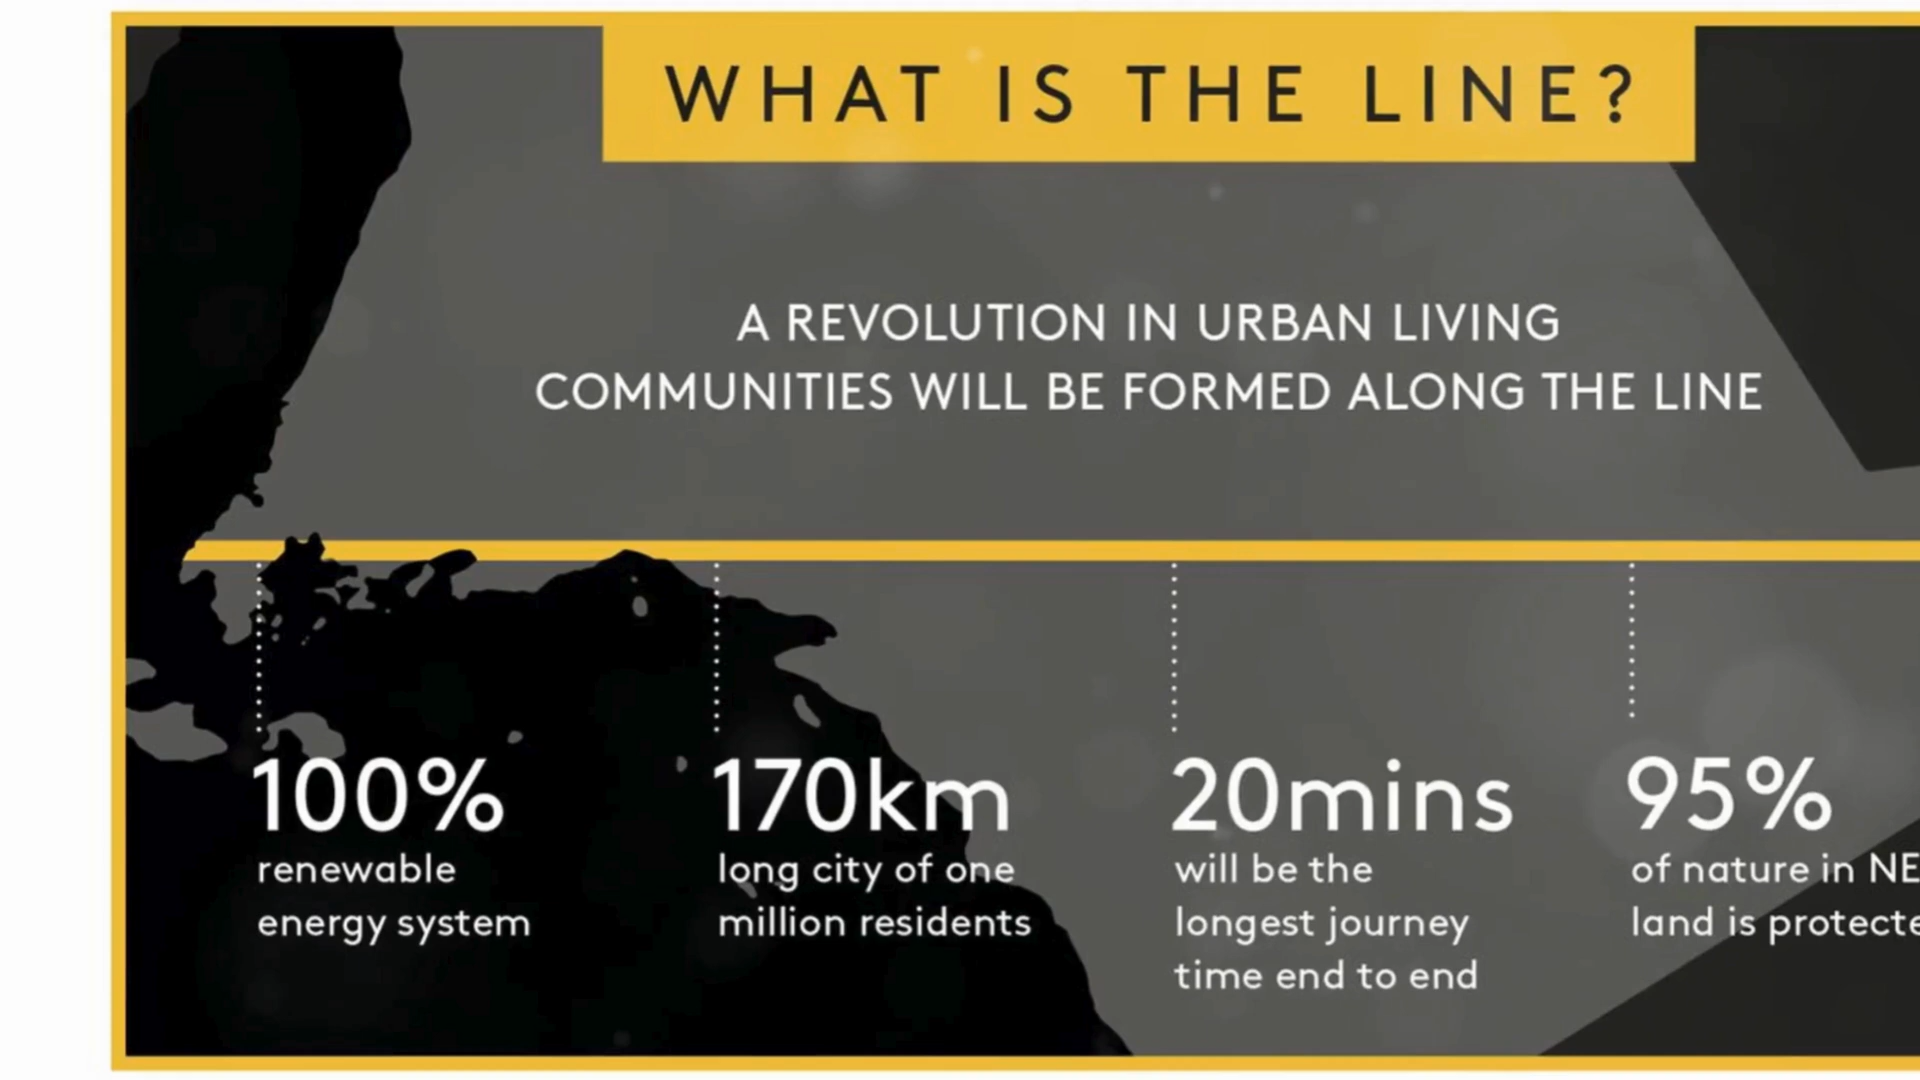 WHAT IS THE LINE?
A REVOLUTION IN URBAN LIVING
COMMUNITIES WILL BE FORMED ALONG THE LINE
100%
renewable
energy system
170km
long city of one
million residents
20mins
will be the
longest journey
time end to end
95%
of nature in NE
land is protecte